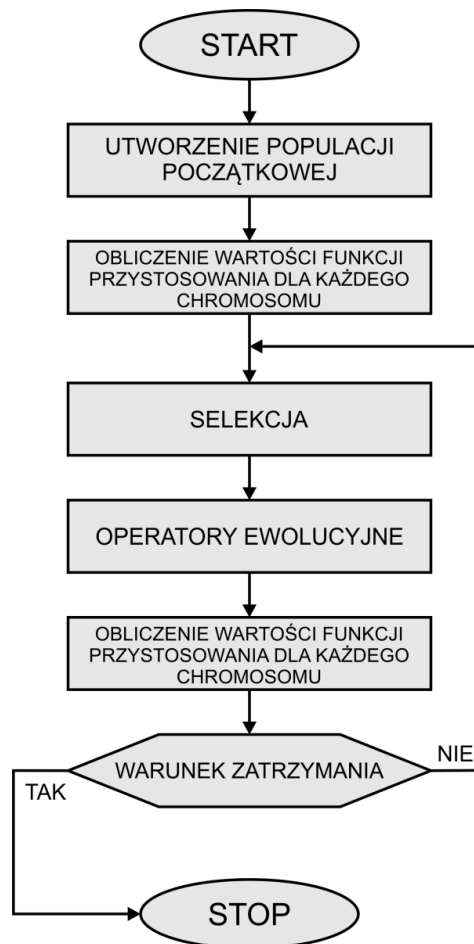 START
UTWORZENIE POPULACJI
POCZĄTKOWEJ
OBLICZENIE WARTOŚCI FUNKCJI
PRZYSTOSOWANIA DLA KAŻDEGO
CHROMOSOMU
SELEKCJA
OPERATORY EWOLUCYJNE
OBLICZENIE WARTOŚCI FUNKCJI
PRZYSTOSOWANIA DLA KAŻDEGO
CHROMOSOMU
WARUNEK ZATRZYMANIA
NIE
TAK
STOP